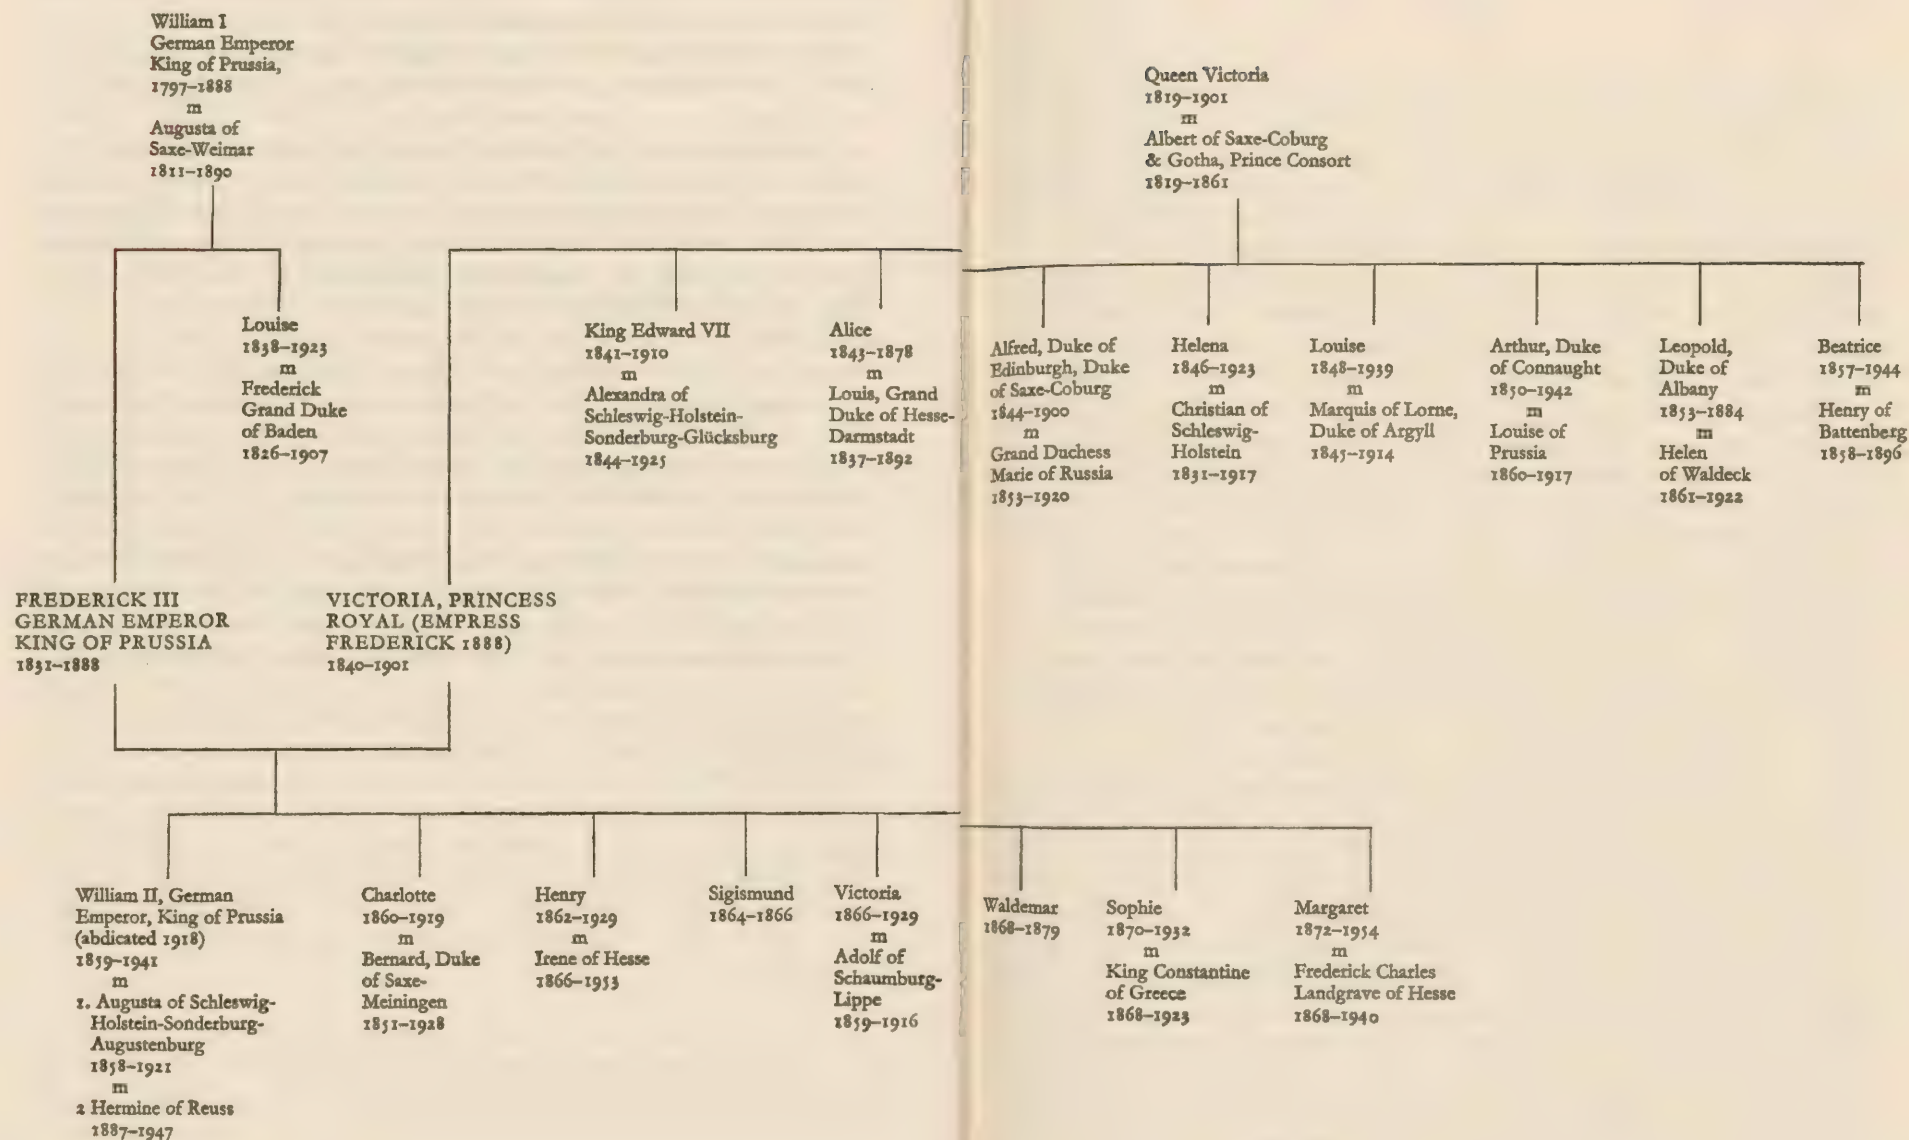 William I
German Emperor
King of Prussia,
1797–1888
m
Augusta of
Saxe-Weimar
1811–1890
Queen Victoria
1819–1901
m
Albert of Saxe-Coburg
& Gotha, Prince Consort
1819–1861
Louise
1838–1923
m
Frederick
Grand Duke
of Baden
1826–1907
King Edward VII
1841–1910
m
Alexandra of
Schleswig-Holstein-
Sonderburg-Glücksburg
1844–1925
Alice
1843–1878
m
Louis, Grand
Duke of Hesse-
Darmstadt
1837–1892
Alfred, Duke of
Edinburgh, Duke
of Saxe-Coburg
1844–1900
m
Grand Duchess
Marie of Russia
1853–1920
Helena
1846–1923
m
Christian of
Schleswig-
Holstein
1831–1917
Louise
1848–1939
m
Marquis of Lorne,
Duke of Argyll
1845–1914
Arthur, Duke
of Connaught
1850–1942
m
Louise of
Prussia
1860–1917
Leopold,
Duke of
Albany
1853–1884
m
Helen
of Waldeck
1861–1922
Beatrice
1857–1944
m
Henry of
Battenberg
1858–1896
FREDERICK III
GERMAN EMPEROR
KING OF PRUSSIA
1831–1888
VICTORIA, PRINCESS
ROYAL (EMPRESS
FREDERICK 1888)
1840–1901
William II, German
Emperor, King of Prussia
(abdicated 1918)
1859–1941
m
1. Augusta of Schleswig-
Holstein-Sonderburg-
Augustenburg
1858–1921
m
2 Hermine of Reuss
1887–1947
Charlotte
1860–1919
m
Bernard, Duke
of Saxe-
Meiningen
1851–1928
Henry
1862–1929
m
Irene of Hesse
1866–1953
Sigismund
1864–1866
Victoria
1866–1929
m
Adolf of
Schaumburg-
Lippe
1859–1916
Waldemar
1868–1879
Sophie
1870–1932
m
King Constantine
of Greece
1868–1923
Margaret
1872–1954
m
Frederick Charles
Landgrave of Hesse
1868–1940